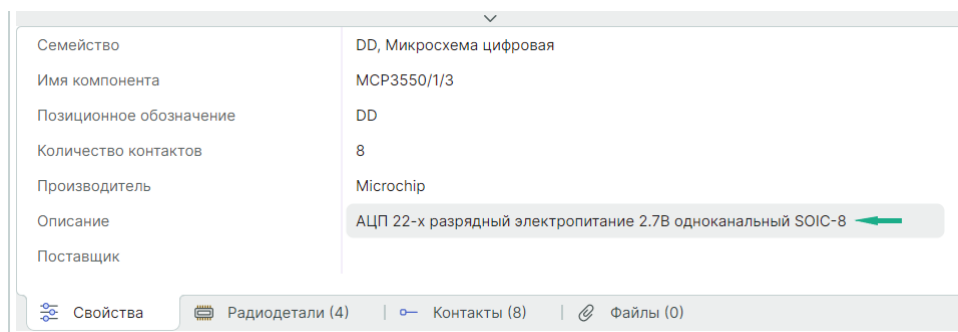 Семейство DD, Микросхема цифровая
Имя компонента MCP3550/1/3
Позиционное обозначение DD
Количество контактов 8
Производитель Microchip
Описание АЦП 22-х разрядный электропитание 2.7В одноканальный SOIC-8
Поставщик
Свойства Радиодетали (4) Контакты (8) Файлы (0)